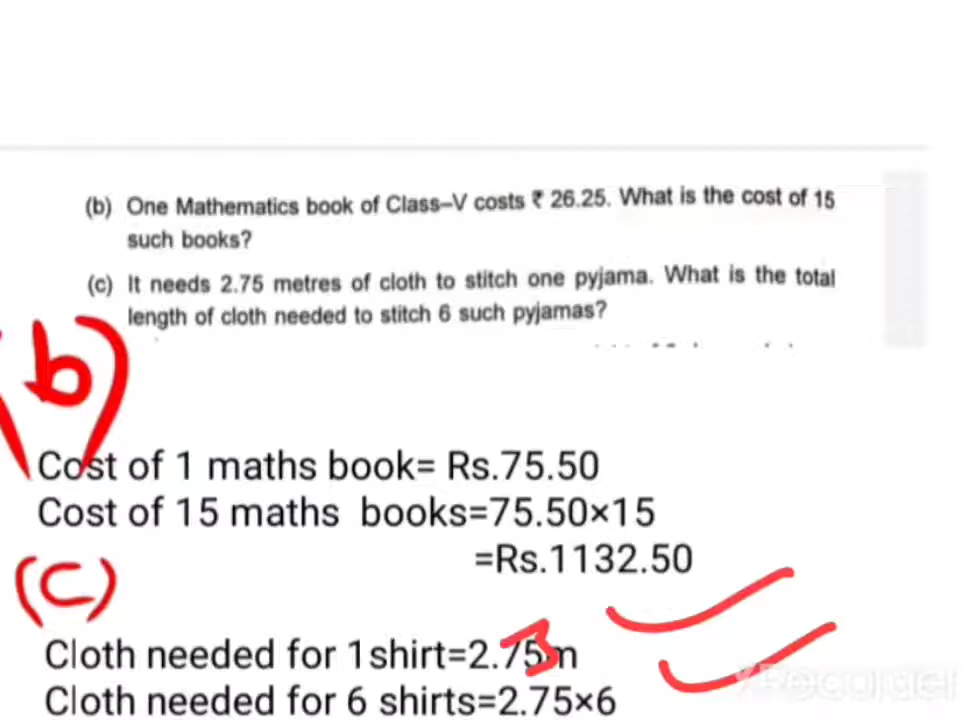 (b) One Mathematics book of Class–V costs ₹ 26.25. What is the cost of 15
such books?
(c) It needs 2.75 metres of cloth to stitch one pyjama. What is the total
length of cloth needed to stitch 6 such pyjamas?
(b)
Cost of 1 maths book= Rs.75.50
Cost of 15 maths books=75.50×15
=Rs.1132.50
(c)
Cloth needed for 1shirt=2.75m
Cloth needed for 6 shirts=2.75×6